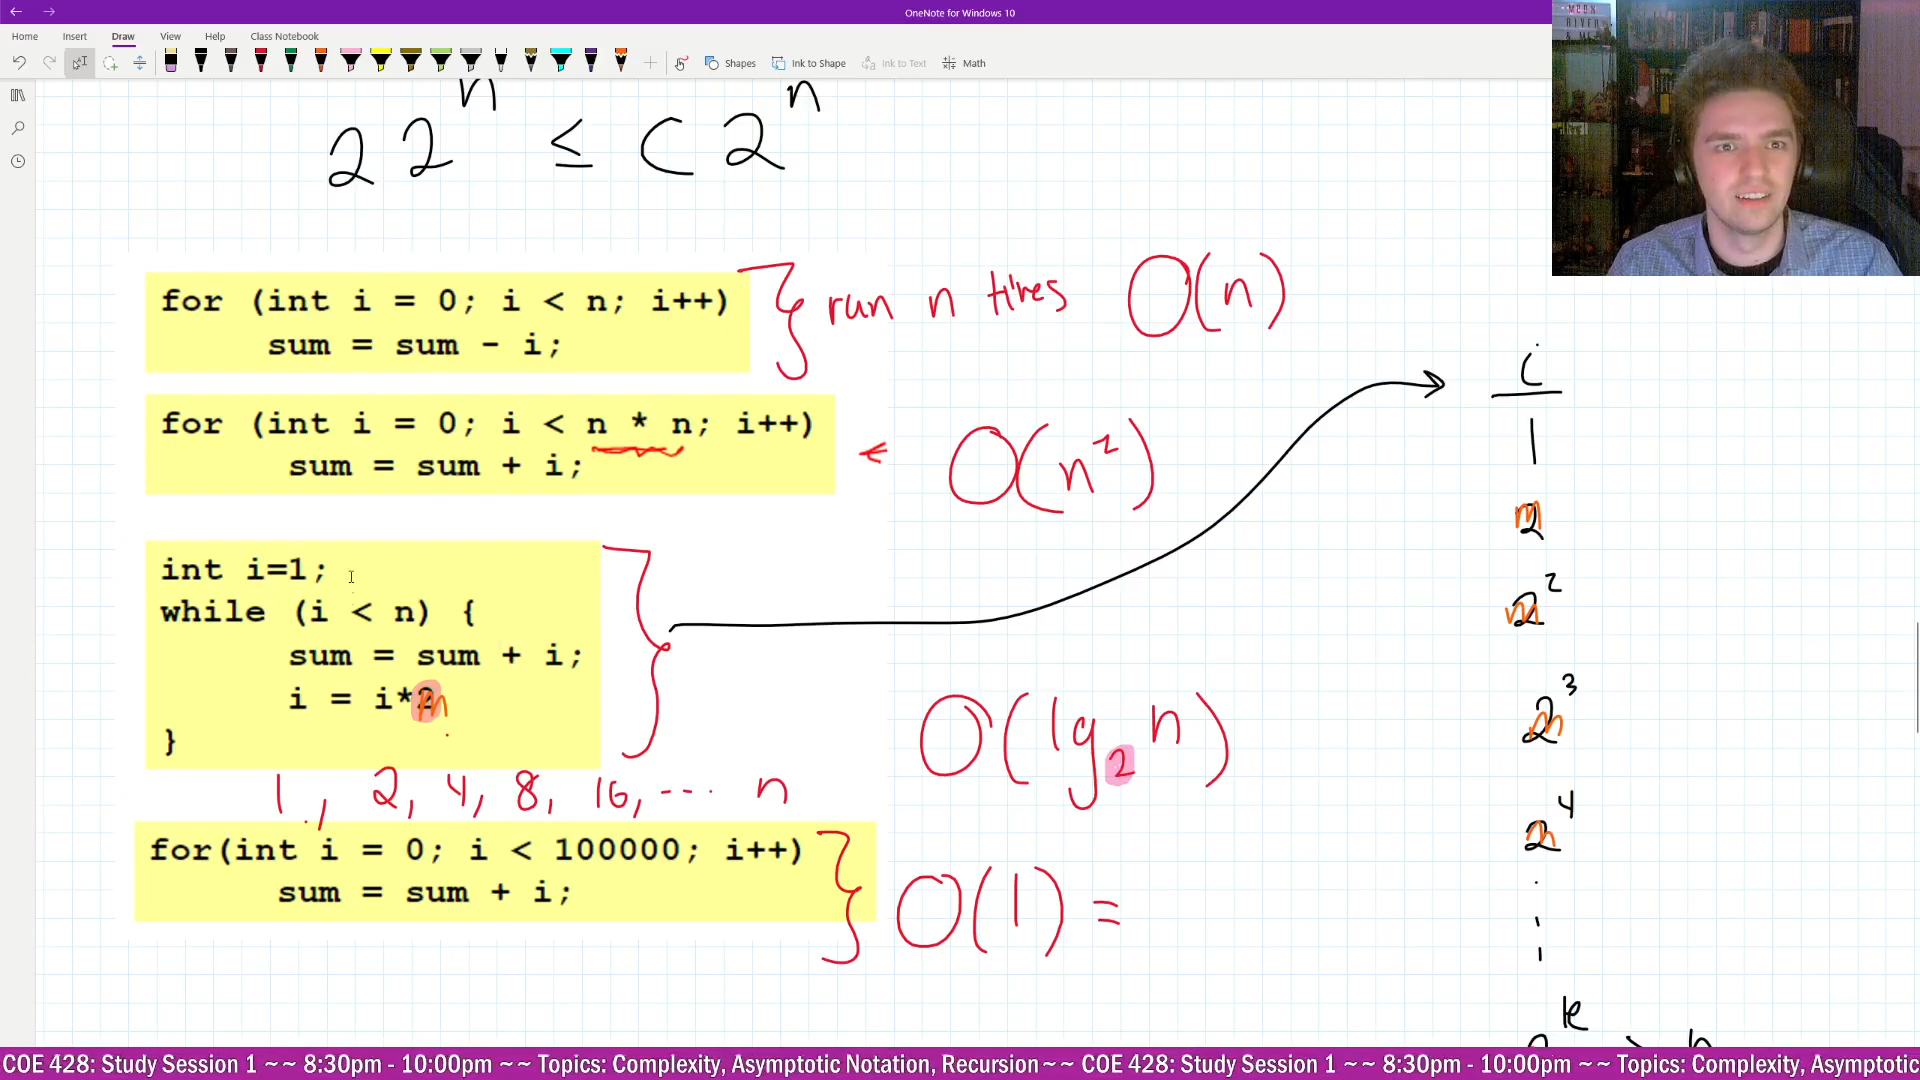 OneNote for Windows 10
Home Insert Draw View Help Class Notebook
Shapes Ink to Shape Ink to Text Math
MOON
RIVER
& ME
2 2^n ≤ C 2^n
for (int i = 0; i < n; i++)
sum = sum - i;
run n times O(n)
for (int i = 0; i < n * n; i++)
sum = sum + i;
O(n²)
int i=1;
while (i < n) {
sum = sum + i;
i = i*2
m
}
1, 2, 4, 8, 16, ... n
O(lg₂ n)
for(int i = 0; i < 100000; i++)
sum = sum + i;
O(1) =
i
1
2
m
2²
m
2³
m
2⁴
m
k
COE 428: Study Session 1 ~~ 8:30pm - 10:00pm ~~ Topics: Complexity, Asymptotic Notation, Recursion ~~ COE 428: Study Session 1 ~~ 8:30pm - 10:00pm ~~ Topics: Complexity, Asymptotic